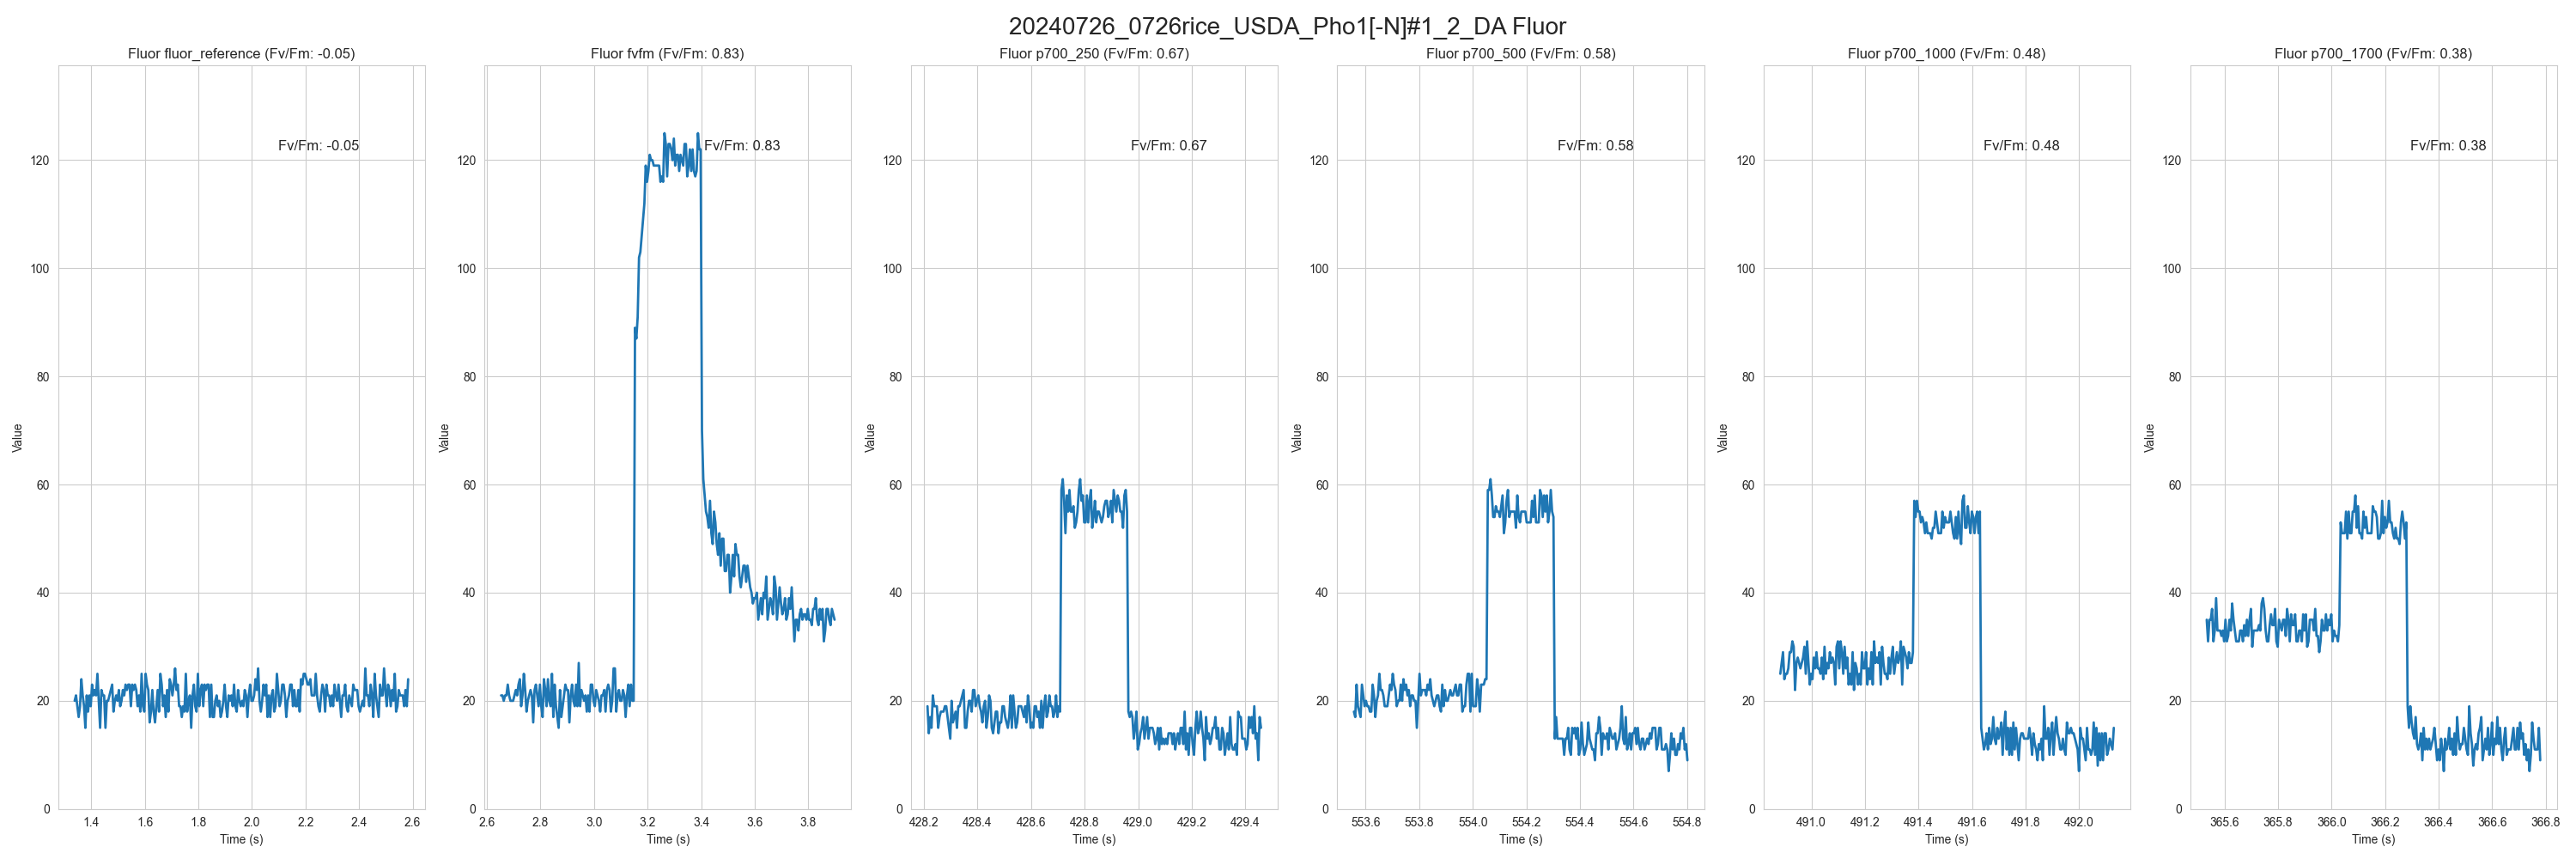 20240726_0726rice_USDA_Pho1[-N]#1_2_DA Fluor
Fluor fluor_reference (Fv/Fm: -0.05)
Fv/Fm: -0.05
120
100
80
60
40
20
0
Value
1.4 1.6 1.8 2.0 2.2 2.4 2.6
Time (s)
Fluor fvfm (Fv/Fm: 0.83)
Fv/Fm: 0.83
120
100
80
60
40
20
0
Value
2.6 2.8 3.0 3.2 3.4 3.6 3.8
Time (s)
Fluor p700_250 (Fv/Fm: 0.67)
Fv/Fm: 0.67
120
100
80
60
40
20
0
Value
428.2 428.4 428.6 428.8 429.0 429.2 429.4
Time (s)
Fluor p700_500 (Fv/Fm: 0.58)
Fv/Fm: 0.58
120
100
80
60
40
20
0
Value
553.6 553.8 554.0 554.2 554.4 554.6 554.8
Time (s)
Fluor p700_1000 (Fv/Fm: 0.48)
Fv/Fm: 0.48
120
100
80
60
40
20
0
Value
491.0 491.2 491.4 491.6 491.8 492.0
Time (s)
Fluor p700_1700 (Fv/Fm: 0.38)
Fv/Fm: 0.38
120
100
80
60
40
20
0
Value
365.6 365.8 366.0 366.2 366.4 366.6 366.8
Time (s)